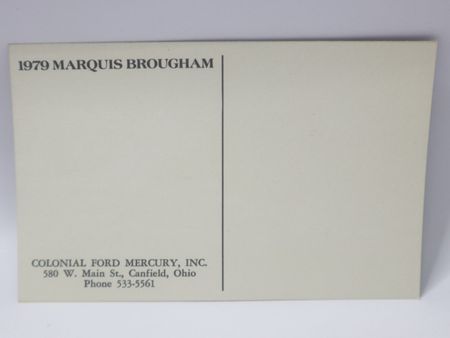 1979 MARQUIS BROUGHAM
COLONIAL FORD MERCURY, INC.
580 W. Main St., Canfield, Ohio
Phone 533-5561